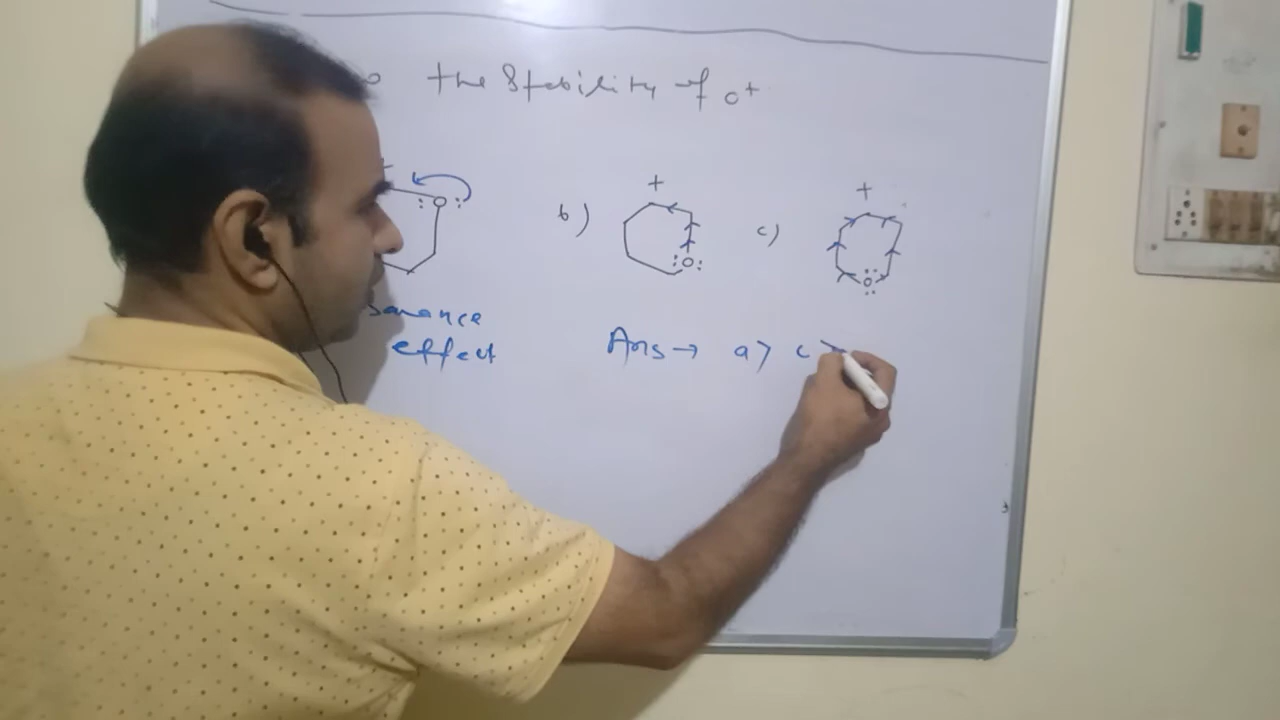 the Stability of c+
+ + +
:O: b) :O: c) :O:
effect Ans → a > c >